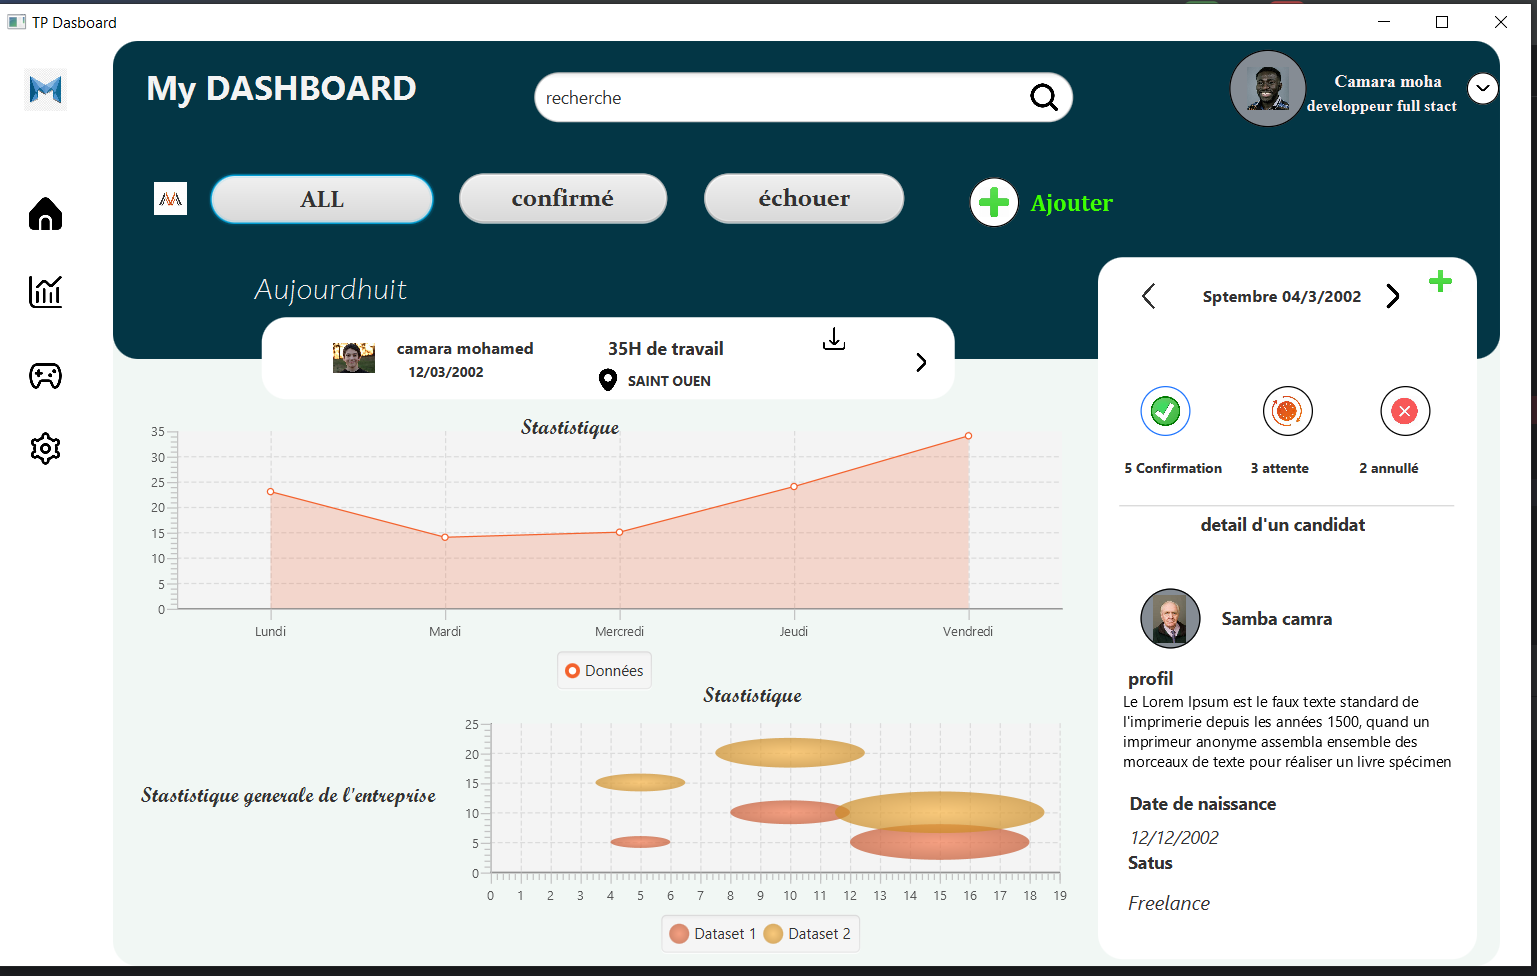 TP Dasboard
My DASHBOARD
recherche
Camara moha
developpeur full stact
ALL
confirmé
échouer
Ajouter
Aujourdhuit
camara mohamed
12/03/2002
35H de travail
SAINT OUEN
Sptembre 04/3/2002
5 Confirmation
3 attente
2 annullé
detail d'un candidat
Samba camra
profil
Le Lorem Ipsum est le faux texte standard de
l'imprimerie depuis les années 1500, quand un
imprimeur anonyme assembla ensemble des
morceaux de texte pour réaliser un livre spécimen
Date de naissance
12/12/2002
Satus
Freelance
Stastistique
35
30
25
20
15
10
5
0
Lundi Mardi Mercredi Jeudi Vendredi
Données
Stastistique
Stastistique generale de l'entreprise
25
20
15
10
5
0
0 1 2 3 4 5 6 7 8 9 10 11 12 13 14 15 16 17 18 19
Dataset 1 Dataset 2